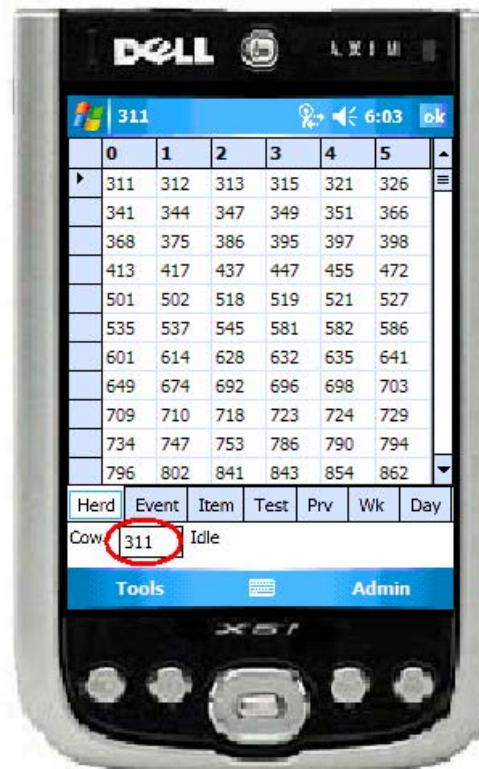 DELL AXIM
311 6:03 ok
0 1 2 3 4 5
311 312 313 315 321 326
341 344 347 349 351 366
368 375 386 395 397 398
413 417 437 447 455 472
501 502 518 519 521 527
535 537 545 581 582 586
601 614 628 632 635 641
649 674 692 696 698 703
709 710 718 723 724 729
734 747 753 786 790 794
796 802 841 843 854 862
Herd Event Item Test Prv Wk Day
Cow 311 Idle
Tools Admin
X51